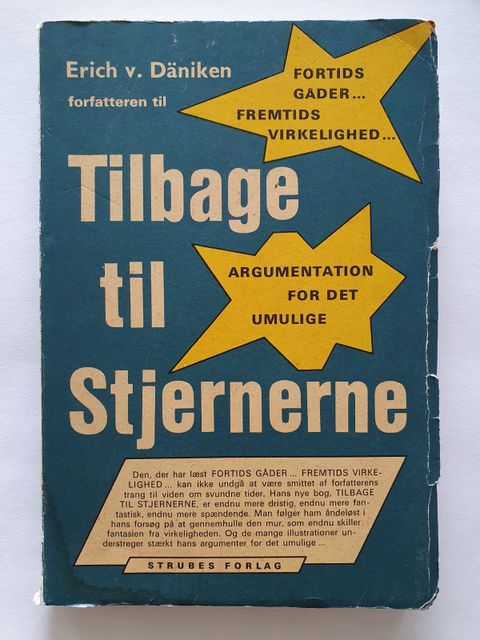 Erich v. Däniken
forfatteren til
FORTIDS
GÅDER...
FREMTIDS
VIRKELIGHED...
Tilbage
til
Stjernerne
ARGUMENTATION
FOR DET
UMULIGE
Den, der har læst FORTIDS GÅDER... FREMTIDS VIRKE-
LIGHED... kan ikke undgå at være smittet af forfatterens
trang til viden om svundne tider. Hans nye bog, TILBAGE
TIL STJERNERNE, er endnu mere dristig, endnu mere fan-
tastisk, endnu mere spændende. Man følger ham åndeløst i
hans forsøg på at gennemhulle den mur, som endnu skiller
fantasien fra virkeligheden. Og de mange illustrationer un-
derstreger stærkt hans argumenter for det umulige...
STRUBES FORLAG